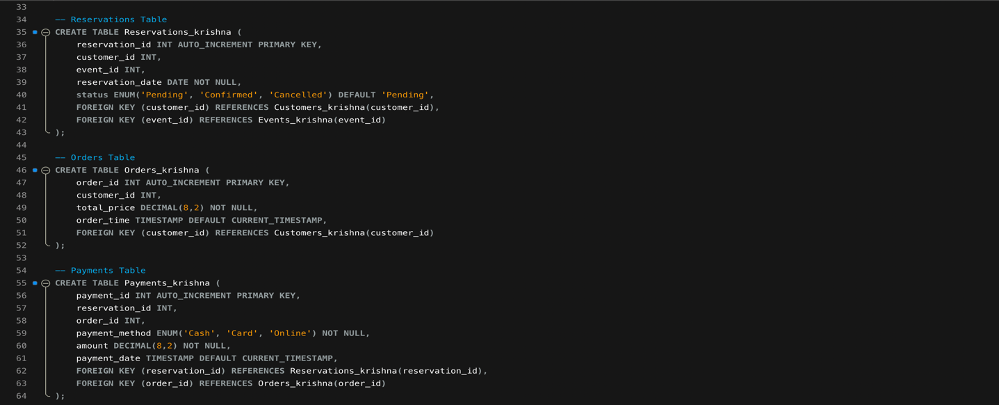 33
34 -- Reservations Table
35 CREATE TABLE Reservations_krishna (
36 reservation_id INT AUTO_INCREMENT PRIMARY KEY,
37 customer_id INT,
38 event_id INT,
39 reservation_date DATE NOT NULL,
40 status ENUM('Pending', 'Confirmed', 'Cancelled') DEFAULT 'Pending',
41 FOREIGN KEY (customer_id) REFERENCES Customers_krishna(customer_id),
42 FOREIGN KEY (event_id) REFERENCES Events_krishna(event_id)
43 );
44
45 -- Orders Table
46 CREATE TABLE Orders_krishna (
47 order_id INT AUTO_INCREMENT PRIMARY KEY,
48 customer_id INT,
49 total_price DECIMAL(8,2) NOT NULL,
50 order_time TIMESTAMP DEFAULT CURRENT_TIMESTAMP,
51 FOREIGN KEY (customer_id) REFERENCES Customers_krishna(customer_id)
52 );
53
54 -- Payments Table
55 CREATE TABLE Payments_krishna (
56 payment_id INT AUTO_INCREMENT PRIMARY KEY,
57 reservation_id INT,
58 order_id INT,
59 payment_method ENUM('Cash', 'Card', 'Online') NOT NULL,
60 amount DECIMAL(8,2) NOT NULL,
61 payment_date TIMESTAMP DEFAULT CURRENT_TIMESTAMP,
62 FOREIGN KEY (reservation_id) REFERENCES Reservations_krishna(reservation_id),
63 FOREIGN KEY (order_id) REFERENCES Orders_krishna(order_id)
64 );